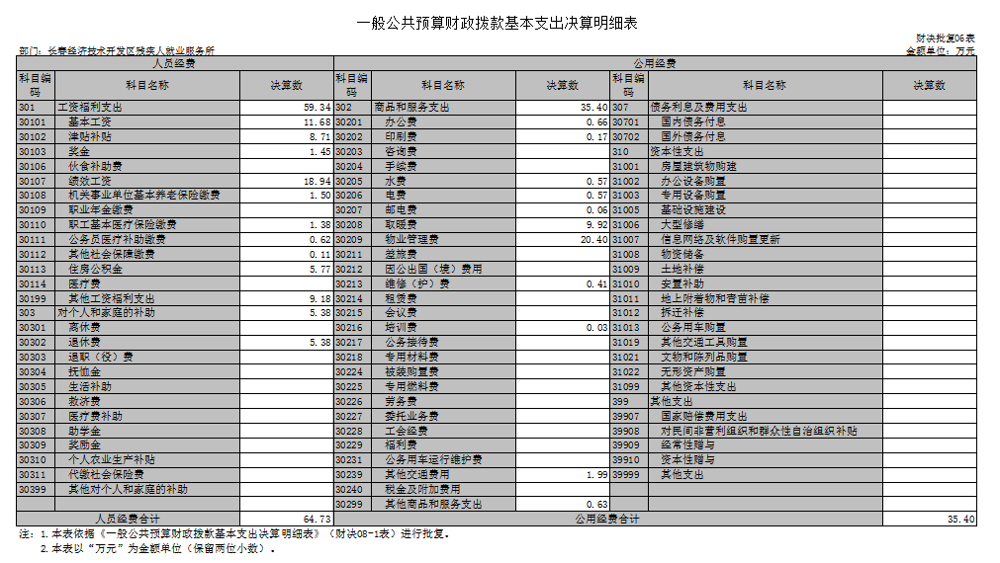 一般公共预算财政拨款基本支出决算明细表
财决批复06表
部门：长春经济技术开发区残疾人就业服务所 金额单位：万元
人员经费 公用经费
科目编码 科目名称 决算数 科目编码 科目名称 决算数 科目编码 科目名称 决算数
301 工资福利支出 59.34 302 商品和服务支出 35.40 307 债务利息及费用支出
30101 基本工资 11.68 30201 办公费 0.66 30701 国内债务付息
30102 津贴补贴 8.71 30202 印刷费 0.17 30702 国外债务付息
30103 奖金 1.45 30203 咨询费 310 资本性支出
30106 伙食补助费 30204 手续费 31001 房屋建筑物购建
30107 绩效工资 18.94 30205 水费 0.57 31002 办公设备购置
30108 机关事业单位基本养老保险缴费 1.50 30206 电费 0.57 31003 专用设备购置
30109 职业年金缴费 30207 邮电费 0.06 31005 基础设施建设
30110 职工基本医疗保险缴费 1.38 30208 取暖费 9.92 31006 大型修缮
30111 公务员医疗补助缴费 0.62 30209 物业管理费 20.40 31007 信息网络及软件购置更新
30112 其他社会保障缴费 0.11 30211 差旅费 31008 物资储备
30113 住房公积金 5.77 30212 因公出国（境）费用 31009 土地补偿
30114 医疗费 30213 维修（护）费 0.41 31010 安置补助
30199 其他工资福利支出 9.18 30214 租赁费 31011 地上附着物和青苗补偿
303 对个人和家庭的补助 5.38 30215 会议费 31012 拆迁补偿
30301 离休费 30216 培训费 0.03 31013 公务用车购置
30302 退休费 5.38 30217 公务接待费 31019 其他交通工具购置
30303 退职（役）费 30218 专用材料费 31021 文物和陈列品购置
30304 抚恤金 30224 被装购置费 31022 无形资产购置
30305 生活补助 30225 专用燃料费 31099 其他资本性支出
30306 救济费 30226 劳务费 399 其他支出
30307 医疗费补助 30227 委托业务费 39907 国家赔偿费用支出
30308 助学金 30228 工会经费 39908 对民间非营利组织和群众性自治组织补贴
30309 奖励金 30229 福利费 39909 经常性赠与
30310 个人农业生产补贴 30231 公务用车运行维护费 39910 资本性赠与
30311 代缴社会保险费 30239 其他交通费用 1.99 39999 其他支出
30399 其他对个人和家庭的补助 30240 税金及附加费用
30299 其他商品和服务支出 0.63
人员经费合计 64.73 公用经费合计 35.40
注：1.本表依据《一般公共预算财政拨款基本支出决算明细表》（财决08-1表）进行批复。
2.本表以“万元”为金额单位（保留两位小数）。